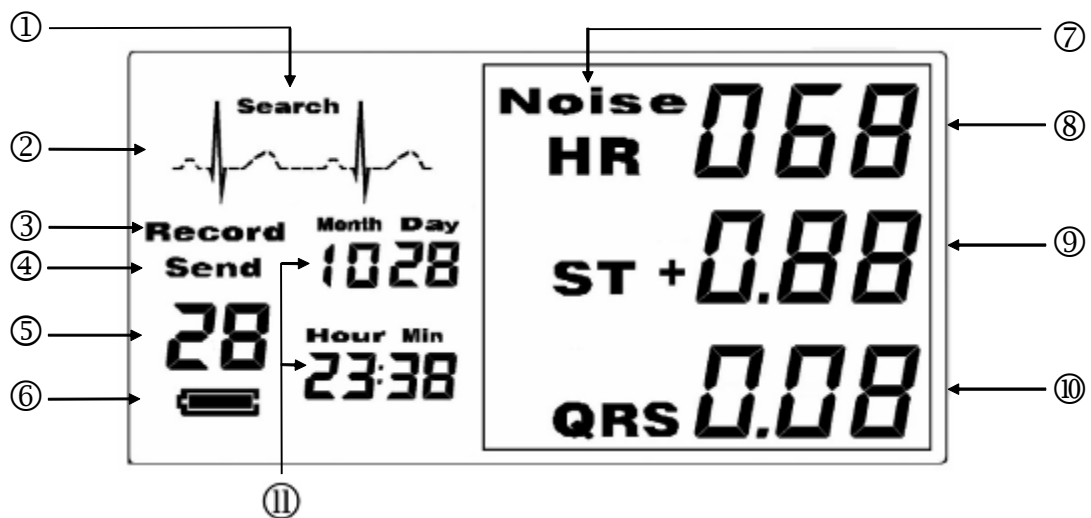 ①
⑦
Search
Noise
068
⑧
②
HR
③
Record
Month Day
④
Send
1028
ST +0.88
⑨
⑤
28
Hour Min
23:38
⑥
QRS 0.08
⑩
⑪